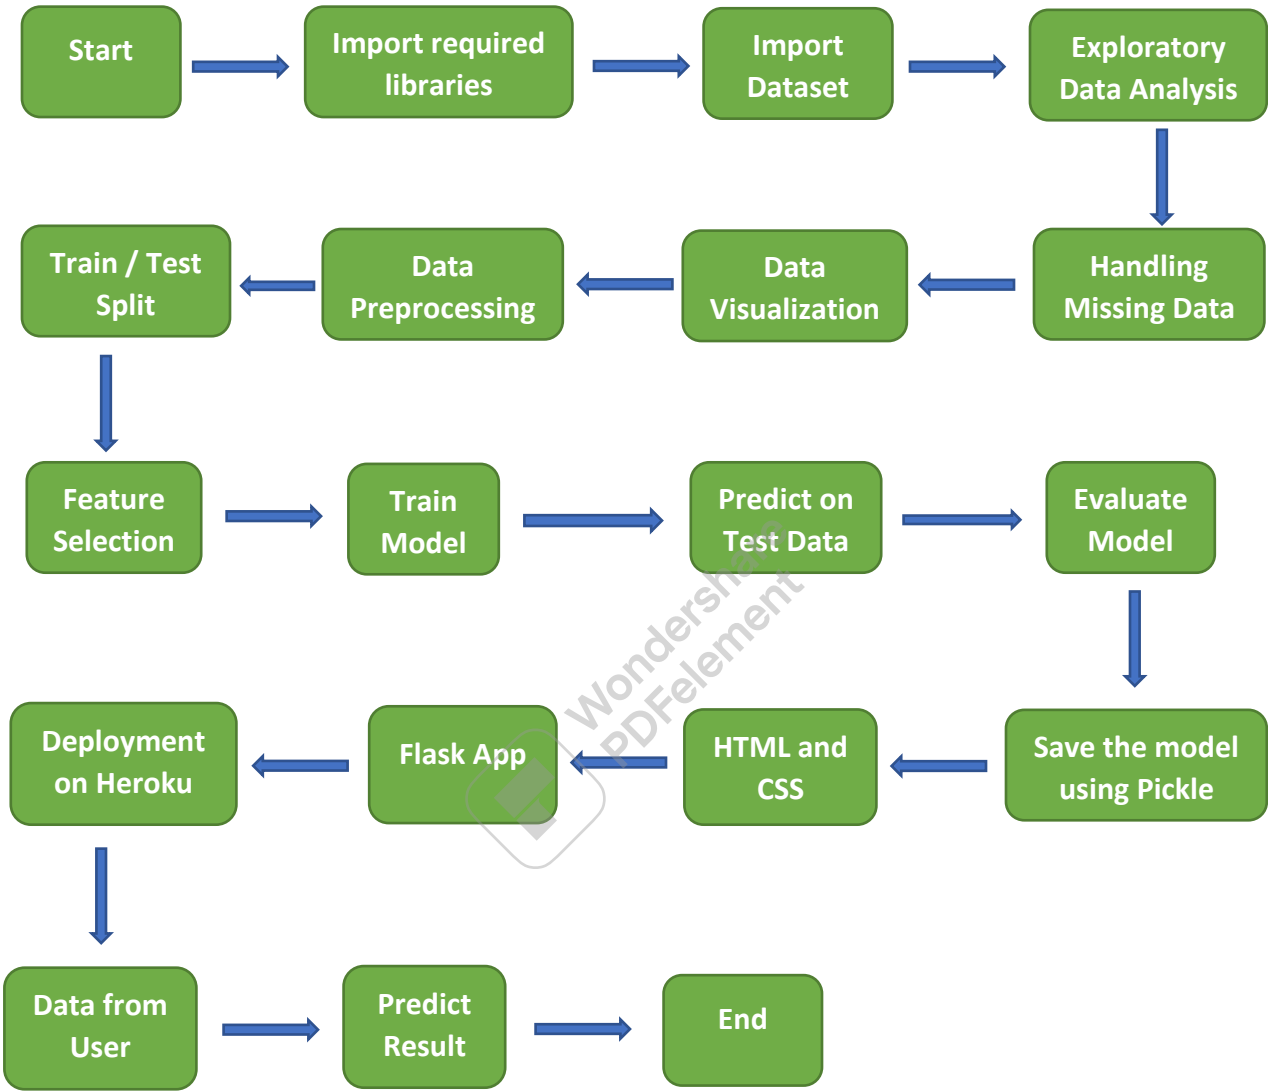 Start
Import required
libraries
Import
Dataset
Exploratory
Data Analysis
Handling
Missing Data
Data
Visualization
Data
Preprocessing
Train / Test
Split
Feature
Selection
Train
Model
Predict on
Test Data
Evaluate
Model
Save the model
using Pickle
HTML and
CSS
Flask App
Deployment
on Heroku
Data from
User
Predict
Result
End
Wondershare
PDFelement